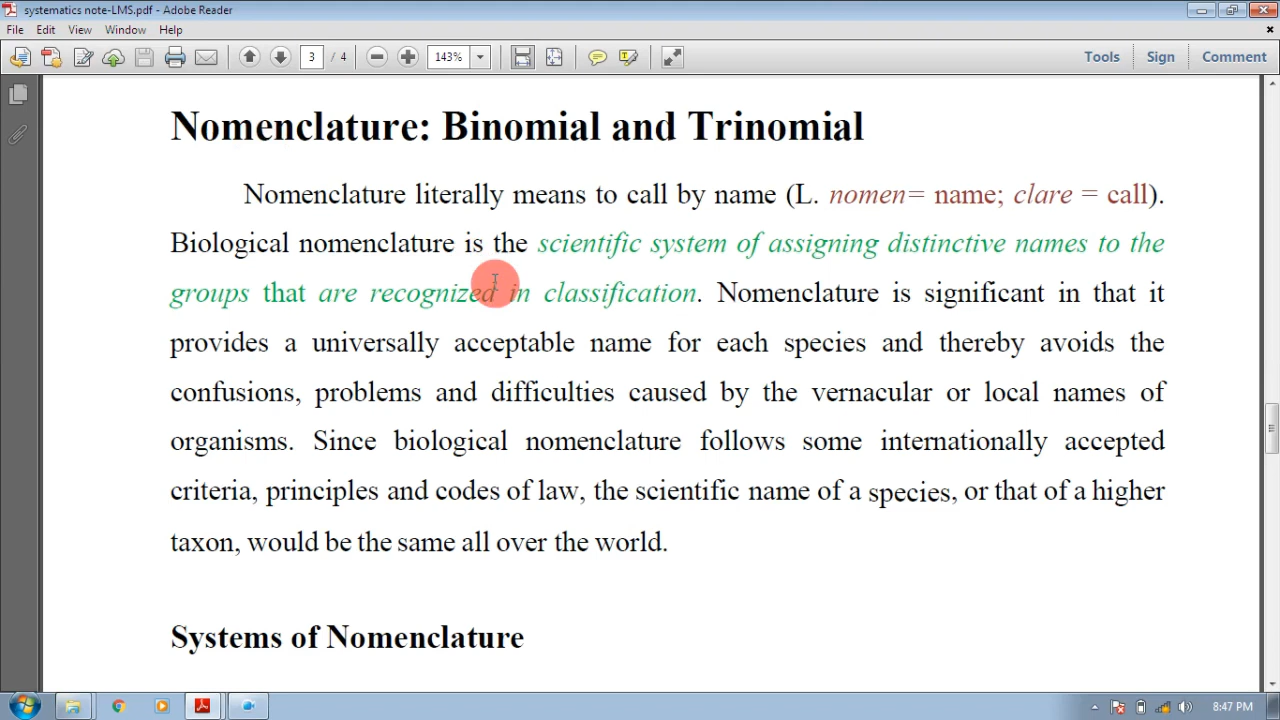 systematics note-LMS.pdf - Adobe Reader
File Edit View Window Help
3 / 4 143% Tools Sign Comment
Nomenclature: Binomial and Trinomial
Nomenclature literally means to call by name (L. nomen= name; clare = call).
Biological nomenclature is the scientific system of assigning distinctive names to the
groups that are recognized in classification. Nomenclature is significant in that it
provides a universally acceptable name for each species and thereby avoids the
confusions, problems and difficulties caused by the vernacular or local names of
organisms. Since biological nomenclature follows some internationally accepted
criteria, principles and codes of law, the scientific name of a species, or that of a higher
taxon, would be the same all over the world.
Systems of Nomenclature
8:47 PM